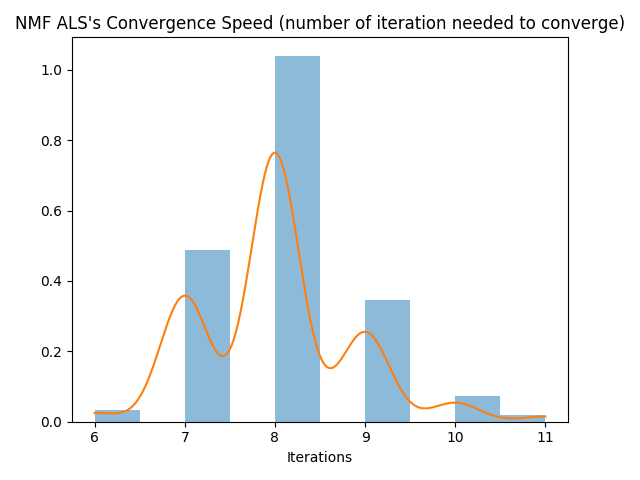 NMF ALS's Convergence Speed (number of iteration needed to converge)
1.0
0.8
0.6
0.4
0.2
0.0
6 7 8 9 10 11
Iterations